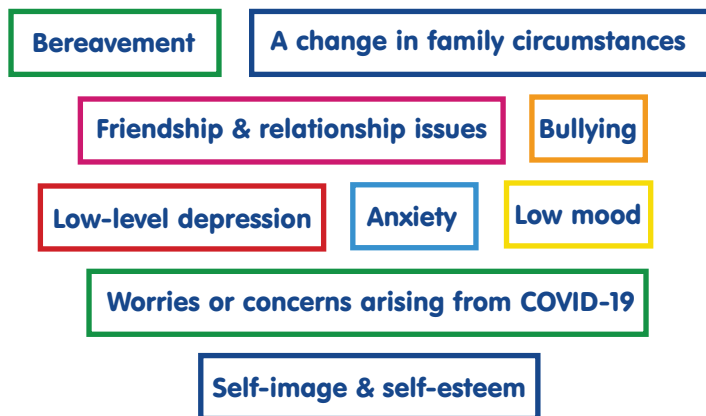 Bereavement
A change in family circumstances
Friendship & relationship issues
Bullying
Low-level depression
Anxiety
Low mood
Worries or concerns arising from COVID-19
Self-image & self-esteem